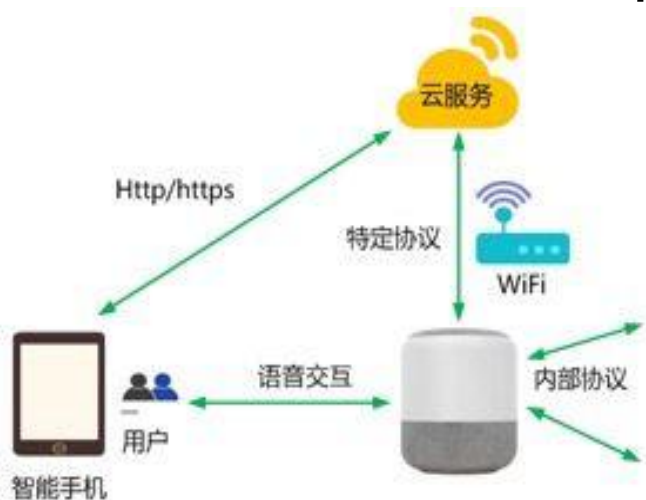 云服务
Http/https
特定协议
WiFi
语音交互
内部协议
用户
智能手机